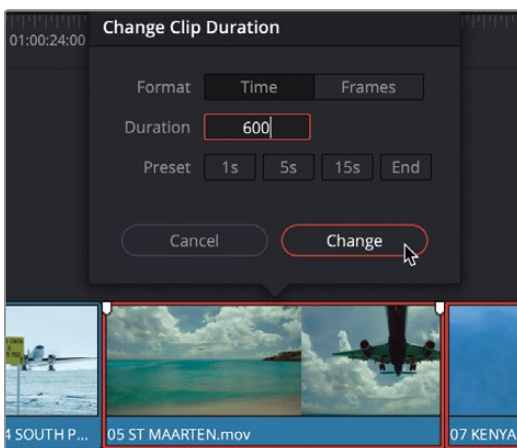 Change Clip Duration
01:00:24:00
Format Time Frames
Duration 600
Preset 1s 5s 15s End
Cancel Change
4 SOUTH P... 05 ST MAARTEN.mov 07 KENYA